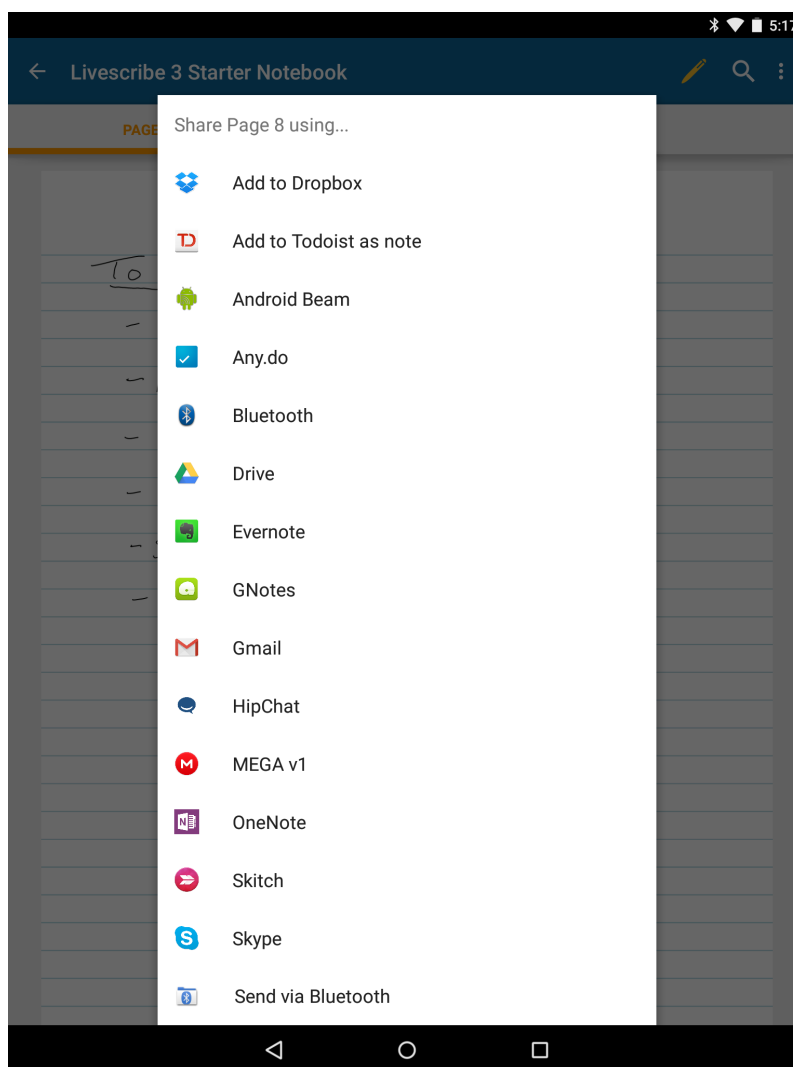 5:17
Livescribe 3 Starter Notebook
PAGE
Share Page 8 using...
To
Add to Dropbox
Add to Todoist as note
Android Beam
Any.do
Bluetooth
Drive
Evernote
GNotes
Gmail
HipChat
MEGA v1
OneNote
Skitch
Skype
Send via Bluetooth